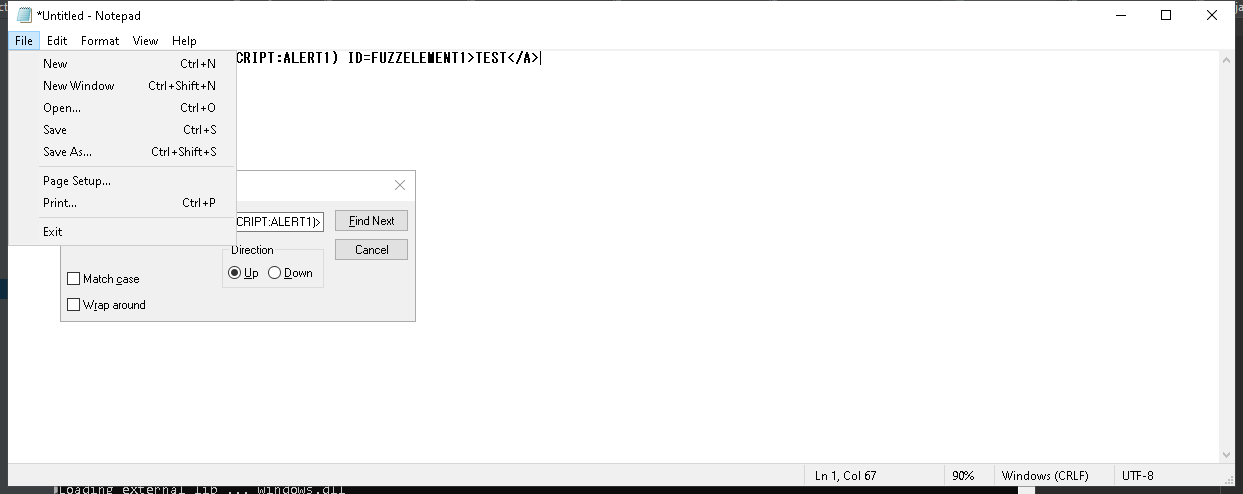 *Untitled - Notepad
File Edit Format View Help
CRIPT:ALERT1) ID=FUZZELEMENT1>TEST</A>
New Ctrl+N
New Window Ctrl+Shift+N
Open... Ctrl+O
Save Ctrl+S
Save As... Ctrl+Shift+S
Page Setup...
Print... Ctrl+P
Exit
CRIPT:ALERT1)> Find Next
Cancel
Direction
Up Down
Match case
Wrap around
Ln 1, Col 67 90% Windows (CRLF) UTF-8
Loading external lib ... windows.dll